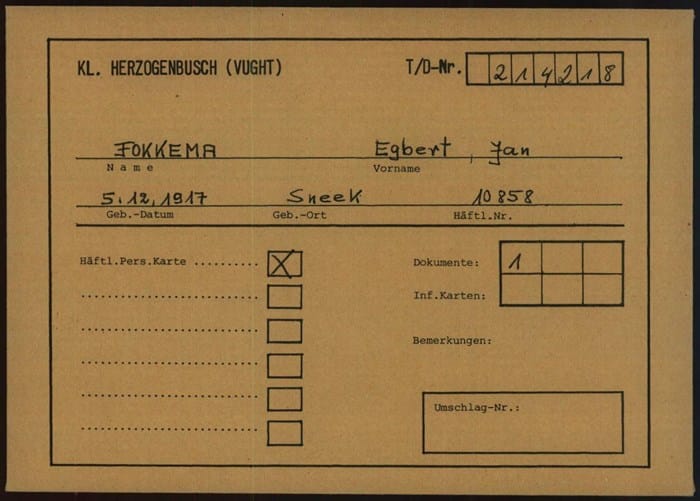 KL. HERZOGENBUSCH (VUGHT) T/D-Nr. 214218
FOKKEMA Egbert, Jan
Name Vorname
5.12.1917 Sneek 10858
Geb.-Datum Geb.-Ort Häftl.Nr.
Häftl.Pers.Karte .......... X Dokumente: 1
Inf.Karten:
Bemerkungen:
Umschlag-Nr.: